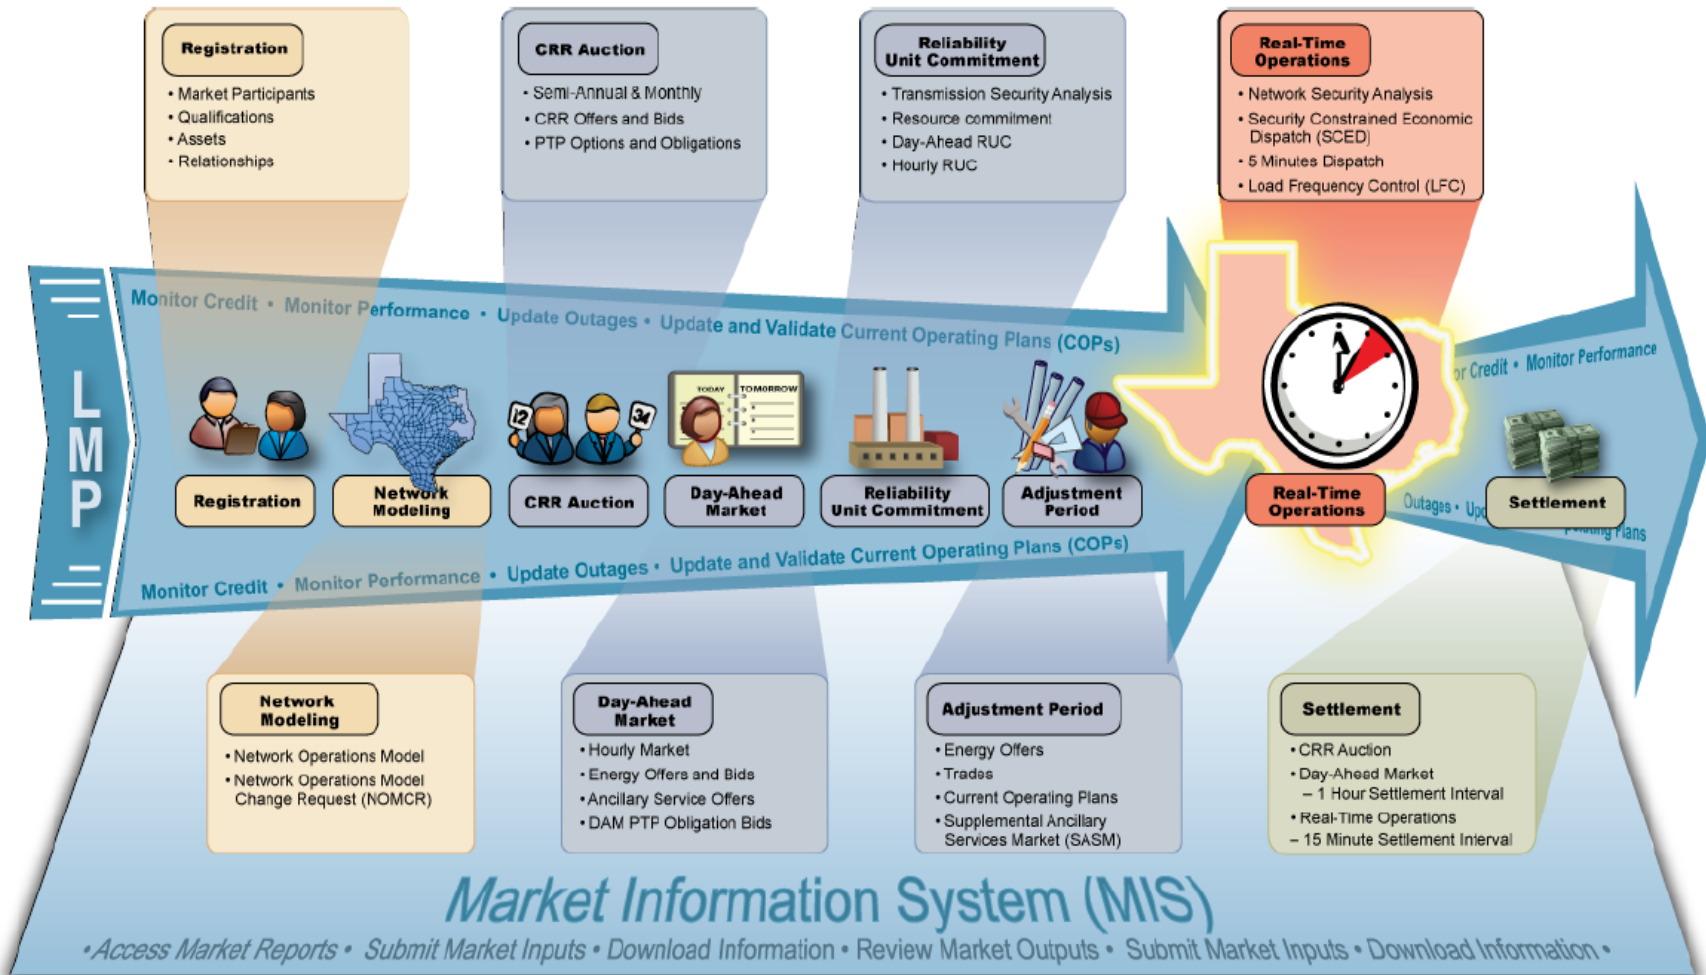 Registration
• Market Participants
• Qualifications
• Assets
• Relationships
CRR Auction
• Semi-Annual & Monthly
• CRR Offers and Bids
• PTP Options and Obligations
Reliability
Unit Commitment
• Transmission Security Analysis
• Resource commitment
• Day-Ahead RUC
• Hourly RUC
Real-Time
Operations
• Network Security Analysis
• Security Constrained Economic
Dispatch (SCED)
- 5 Minutes Dispatch
• Load Frequency Control (LFC)
LMP
Monitor Credit • Monitor Performance • Update Outages • Update and Validate Current Operating Plans (COPs)
Credit • Monitor Performance
TODAY
TOMORROW
12
34
Registration
Network
Modeling
CRR Auction
Day-Ahead
Market
Reliability
Unit Commitment
Adjustment
Period
Real-Time
Operations
Settlement
Outages •
Plans
Monitor Credit • Monitor Performance • Update Outages • Update and Validate Current Operating Plans (COPs)
Network
Modeling
• Network Operations Model
• Network Operations Model
Change Request (NOMCR)
Day-Ahead
Market
• Hourly Market
• Energy Offers and Bids
• Ancillary Service Offers
• DAM PTP Obligation Bids
Adjustment Period
• Energy Offers
• Trades
• Current Operating Plans
• Supplemental Ancillary
Services Market (SASM)
Settlement
• CRR Auction
• Day-Ahead Market
– 1 Hour Settlement Interval
• Real-Time Operations
– 15 Minute Settlement Interval
Market Information System (MIS)
• Access Market Reports • Submit Market Inputs • Download Information • Review Market Outputs • Submit Market Inputs • Download Information •